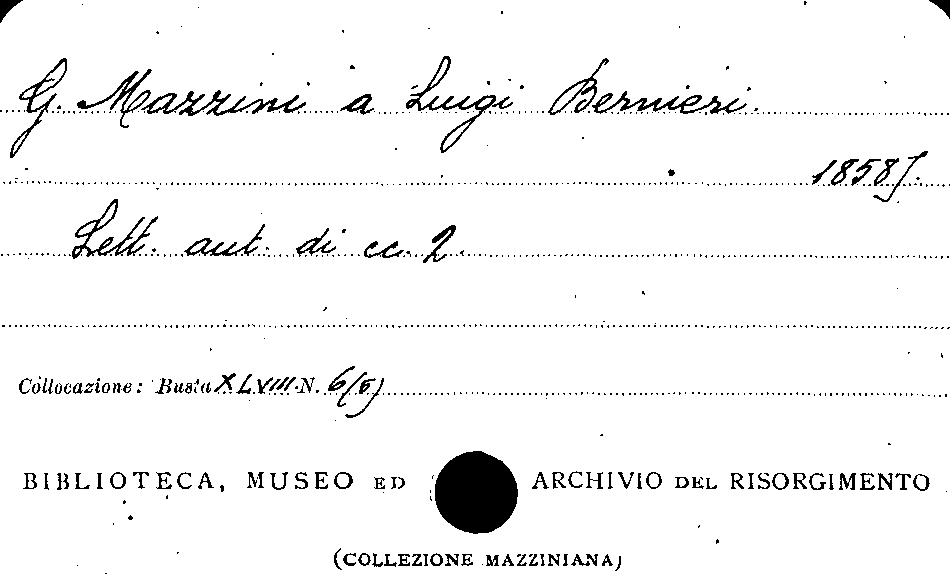 G. Mazzini a Luigi Bernieri.
1858].
Lett. aut. di cc. 2.
Collocazione: Busta XLVIII. N. 6/(5)
BIBLIOTECA, MUSEO ED ARCHIVIO DEL RISORGIMENTO
(COLLEZIONE MAZZINIANA)